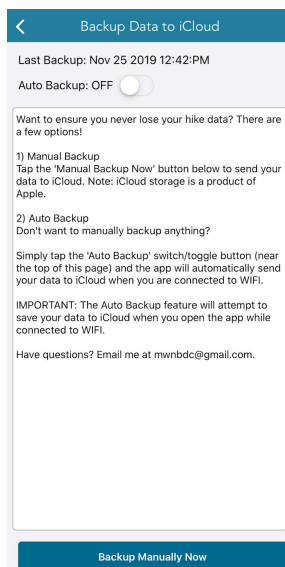 Backup Data to iCloud
Last Backup: Nov 25 2019 12:42:PM
Auto Backup: OFF
Want to ensure you never lose your hike data? There are
a few options!
1) Manual Backup
Tap the 'Manual Backup Now' button below to send your
data to iCloud. Note: iCloud storage is a product of
Apple.
2) Auto Backup
Don't want to manually backup anything?
Simply tap the 'Auto Backup' switch/toggle button (near
the top of this page) and the app will automatically send
your data to iCloud when you are connected to WIFI.
IMPORTANT: The Auto Backup feature will attempt to
save your data to iCloud when you open the app while
connected to WIFI.
Have questions? Email me at mwnbdc@gmail.com.
Backup Manually Now